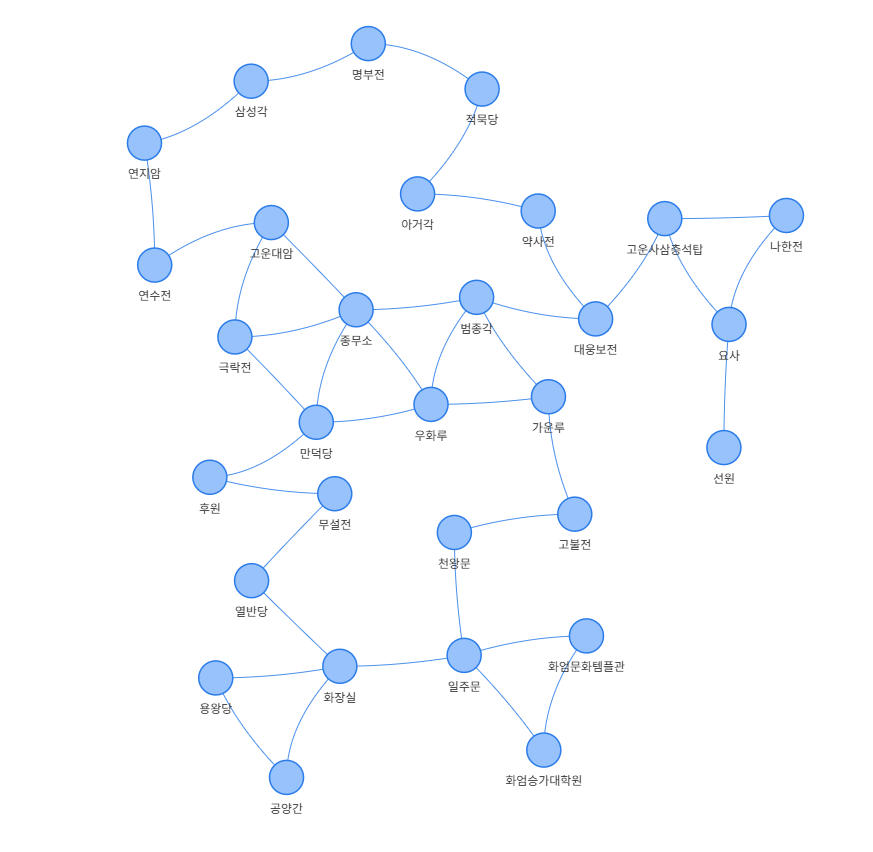 명부전
삼성각
적묵당
연지암
아거각
약사전
고운사삼층석탑
나한전
고운대암
연수전
범종각
종무소
대웅보전
요사
극락전
가운루
우화루
만덕당
선원
후원
무설전
고불전
천왕문
열반당
화엄문화템플관
일주문
화장실
용왕당
화엄승가대학원
공양간